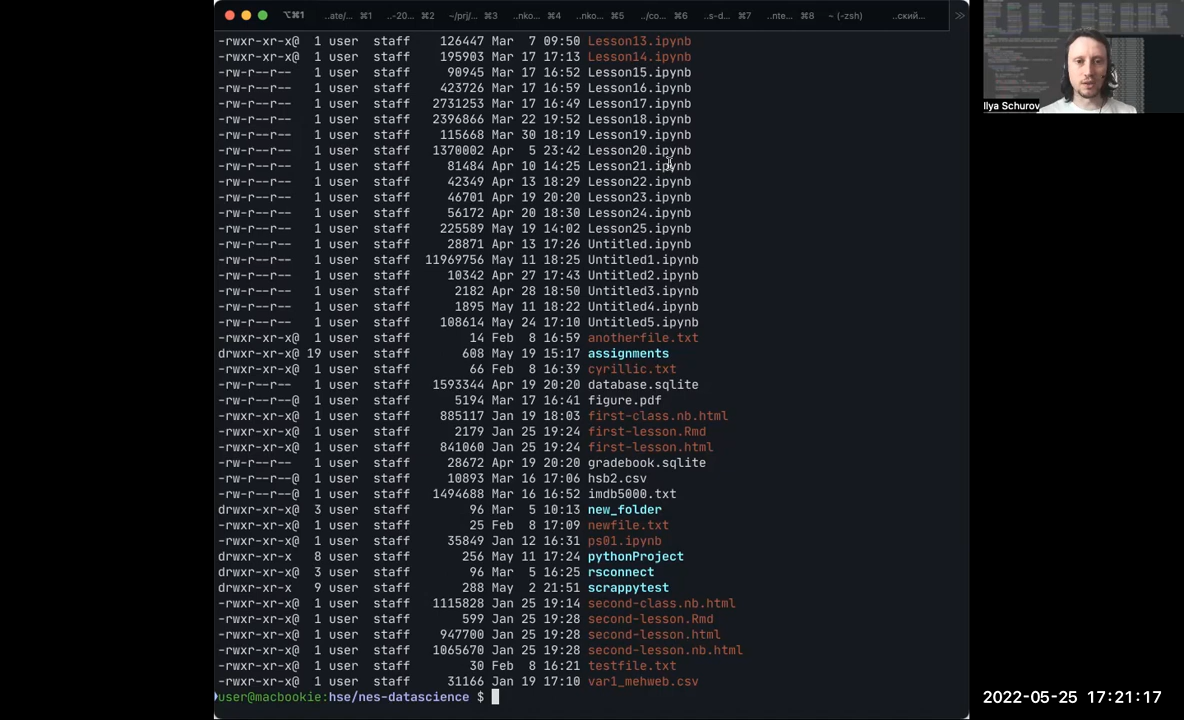 ⌥⌘1 ..ate/... ⌘1 ..-20... ⌘2 ~/prj/... ⌘3 ..nko... ⌘4 ..nko... ⌘5 ../co... ⌘6 ..s-d... ⌘7 ...nte... ⌘8 ~ (-zsh) ..ский...
-rwxr-xr-x@ 1 user staff 126447 Mar 7 09:50 Lesson13.ipynb
-rwxr-xr-x@ 1 user staff 195903 Mar 17 17:13 Lesson14.ipynb
-rw-r--r-- 1 user staff 90945 Mar 17 16:52 Lesson15.ipynb
-rw-r--r-- 1 user staff 423726 Mar 17 16:59 Lesson16.ipynb
-rw-r--r-- 1 user staff 2731253 Mar 17 16:49 Lesson17.ipynb
-rw-r--r-- 1 user staff 2396866 Mar 22 19:52 Lesson18.ipynb
-rw-r--r-- 1 user staff 115668 Mar 30 18:19 Lesson19.ipynb
-rw-r--r-- 1 user staff 1370002 Apr 5 23:42 Lesson20.ipynb
-rw-r--r-- 1 user staff 81484 Apr 10 14:25 Lesson21.ipynb
-rw-r--r-- 1 user staff 42349 Apr 13 18:29 Lesson22.ipynb
-rw-r--r-- 1 user staff 46701 Apr 19 20:20 Lesson23.ipynb
-rw-r--r-- 1 user staff 56172 Apr 20 18:30 Lesson24.ipynb
-rw-r--r-- 1 user staff 225589 May 19 14:02 Lesson25.ipynb
-rw-r--r-- 1 user staff 28871 Apr 13 17:26 Untitled.ipynb
-rw-r--r-- 1 user staff 11969756 May 11 18:25 Untitled1.ipynb
-rw-r--r-- 1 user staff 10342 Apr 27 17:43 Untitled2.ipynb
-rw-r--r-- 1 user staff 2182 Apr 28 18:50 Untitled3.ipynb
-rw-r--r-- 1 user staff 1895 May 11 18:22 Untitled4.ipynb
-rw-r--r-- 1 user staff 108614 May 24 17:10 Untitled5.ipynb
-rwxr-xr-x@ 1 user staff 14 Feb 8 16:59 anotherfile.txt
drwxr-xr-x@ 19 user staff 608 May 19 15:17 assignments
-rwxr-xr-x@ 1 user staff 66 Feb 8 16:39 cyrillic.txt
-rw-r--r-- 1 user staff 1593344 Apr 19 20:20 database.sqlite
-rw-r--r--@ 1 user staff 5194 Mar 17 16:41 figure.pdf
-rwxr-xr-x@ 1 user staff 885117 Jan 19 18:03 first-class.nb.html
-rwxr-xr-x@ 1 user staff 2179 Jan 25 19:24 first-lesson.Rmd
-rwxr-xr-x@ 1 user staff 841060 Jan 25 19:24 first-lesson.html
-rw-r--r-- 1 user staff 28672 Apr 19 20:20 gradebook.sqlite
-rw-r--r--@ 1 user staff 10893 Mar 16 17:06 hsb2.csv
-rw-r--r--@ 1 user staff 1494688 Mar 16 16:52 imdb5000.txt
drwxr-xr-x@ 3 user staff 96 Mar 5 10:13 new_folder
-rwxr-xr-x@ 1 user staff 25 Feb 8 17:09 newfile.txt
-rwxr-xr-x@ 1 user staff 35849 Jan 12 16:31 ps01.ipynb
drwxr-xr-x 8 user staff 256 May 11 17:24 pythonProject
drwxr-xr-x@ 3 user staff 96 Mar 5 16:25 rsconnect
drwxr-xr-x 9 user staff 288 May 2 21:51 scrappytest
-rwxr-xr-x@ 1 user staff 1115828 Jan 25 19:14 second-class.nb.html
-rwxr-xr-x@ 1 user staff 599 Jan 25 19:28 second-lesson.Rmd
-rwxr-xr-x@ 1 user staff 947700 Jan 25 19:28 second-lesson.html
-rwxr-xr-x@ 1 user staff 1065670 Jan 25 19:28 second-lesson.nb.html
-rwxr-xr-x@ 1 user staff 30 Feb 8 16:21 testfile.txt
-rwxr-xr-x@ 1 user staff 31166 Jan 19 17:10 var1_mehweb.csv
user@macbookie:hse/nes-datascience $
Ilya Schurov
2022-05-25 17:21:17